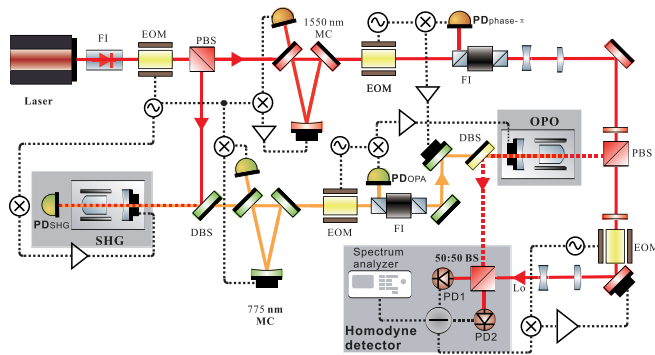 1550 nm
MC
PDphase-π
FI
EOM
PBS
Laser
EOM
FI
OPO
DBS
PBS
PDOPA
PDSHG
SHG
DBS
EOM
FI
EOM
775 nm
MC
Spectrum
analyzer
50:50 BS
Lo
PD1
PD2
Homodyne
detector